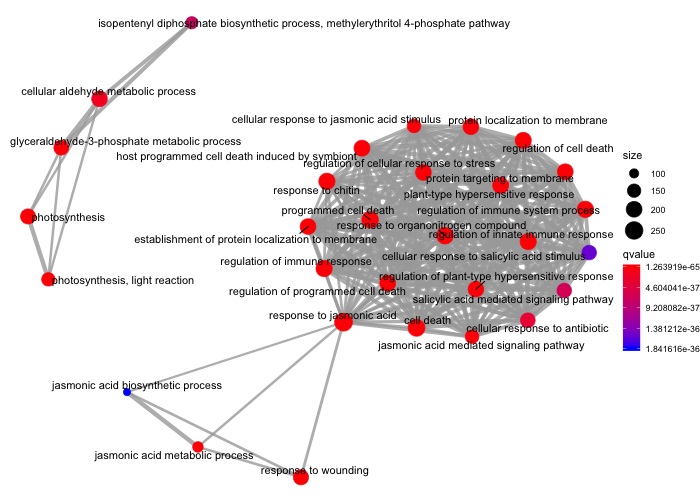 isopentenyl diphosphate biosynthetic process, methylerythritol 4-phosphate pathway
cellular aldehyde metabolic process
glyceraldehyde-3-phosphate metabolic process
photosynthesis
photosynthesis, light reaction
cellular response to jasmonic acid stimulus
protein localization to membrane
regulation of cell death
host programmed cell death induced by symbiont
regulation of cellular response to stress
protein targeting to membrane
response to chitin
plant-type hypersensitive response
programmed cell death
regulation of immune system process
response to organonitrogen compound
establishment of protein localization to membrane
regulation of innate immune response
cellular response to salicylic acid stimulus
regulation of immune response
regulation of plant-type hypersensitive response
regulation of programmed cell death
salicylic acid mediated signaling pathway
response to jasmonic acid
cell death
cellular response to antibiotic
jasmonic acid mediated signaling pathway
jasmonic acid biosynthetic process
jasmonic acid metabolic process
response to wounding
size
100
150
200
250
qvalue
1.263919e-65
4.604041e-37
9.208082e-37
1.381212e-36
1.841616e-36